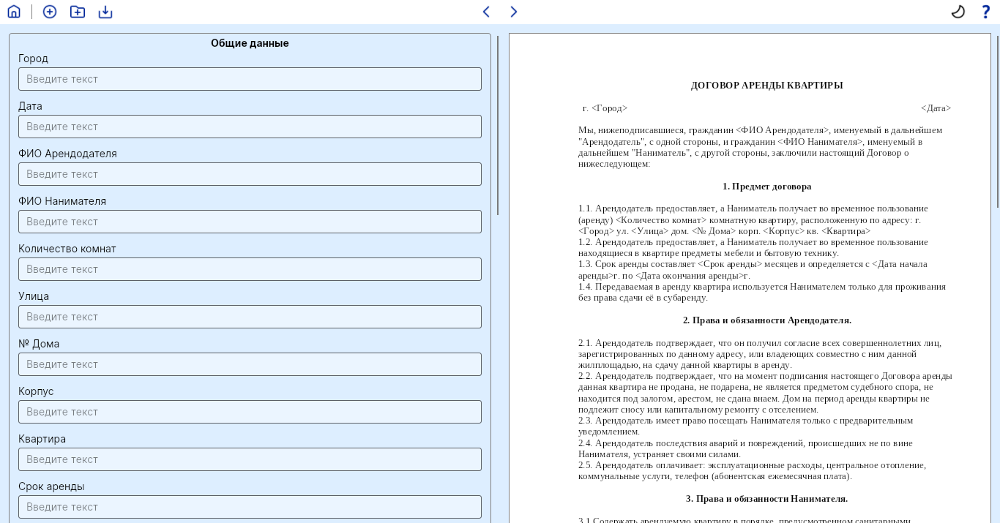 Общие данные
Город
Введите текст
Дата
Введите текст
ФИО Арендодателя
Введите текст
ФИО Нанимателя
Введите текст
Количество комнат
Введите текст
Улица
Введите текст
№ Дома
Введите текст
Корпус
Введите текст
Квартира
Введите текст
Срок аренды
Введите текст
?
ДОГОВОР АРЕНДЫ КВАРТИРЫ
г. <Город> <Дата>
Мы, нижеподписавшиеся, гражданин <ФИО Арендодателя>, именуемый в дальнейшем
"Арендодатель", с одной стороны, и гражданин <ФИО Нанимателя>, именуемый в
дальнейшем "Наниматель", с другой стороны, заключили настоящий Договор о
нижеследующем:
1. Предмет договора
1.1. Арендодатель предоставляет, а Наниматель получает во временное пользование
(аренду) <Количество комнат> комнатную квартиру, расположенную по адресу: г.
<Город> ул. <Улица> дом. <№ Дома> корп. <Корпус> кв. <Квартира>
1.2. Арендодатель предоставляет, а Наниматель получает во временное пользование
находящиеся в квартире предметы мебели и бытовую технику.
1.3. Срок аренды составляет <Срок аренды> месяцев и определяется с <Дата начала
аренды>г. по <Дата окончания аренды>г.
1.4. Передаваемая в аренду квартира используется Нанимателем только для проживания
без права сдачи её в субаренду.
2. Права и обязанности Арендодателя.
2.1. Арендодатель подтверждает, что он получил согласие всех совершеннолетних лиц,
зарегистрированных по данному адресу, или владеющих совместно с ним данной
жилплощадью, на сдачу данной квартиры в аренду.
2.2. Арендодатель подтверждает, что на момент подписания настоящего Договора аренды
данная квартира не продана, не подарена, не является предметом судебного спора, не
находится под залогом, арестом, не сдана внаем. Дом на период аренды квартиры не
подлежит сносу или капитальному ремонту с отселением.
2.3. Арендодатель имеет право посещать Нанимателя только с предварительным
уведомлением.
2.4. Арендодатель последствия аварий и повреждений, происшедших не по вине
Нанимателя, устраняет своими силами.
2.5. Арендодатель оплачивает: эксплуатационные расходы, центральное отопление,
коммунальные услуги, телефон (абонентская ежемесячная плата).
3. Права и обязанности Нанимателя.
3.1 Содержать арендуемую квартиру в порядке, предусмотренном санитарными,